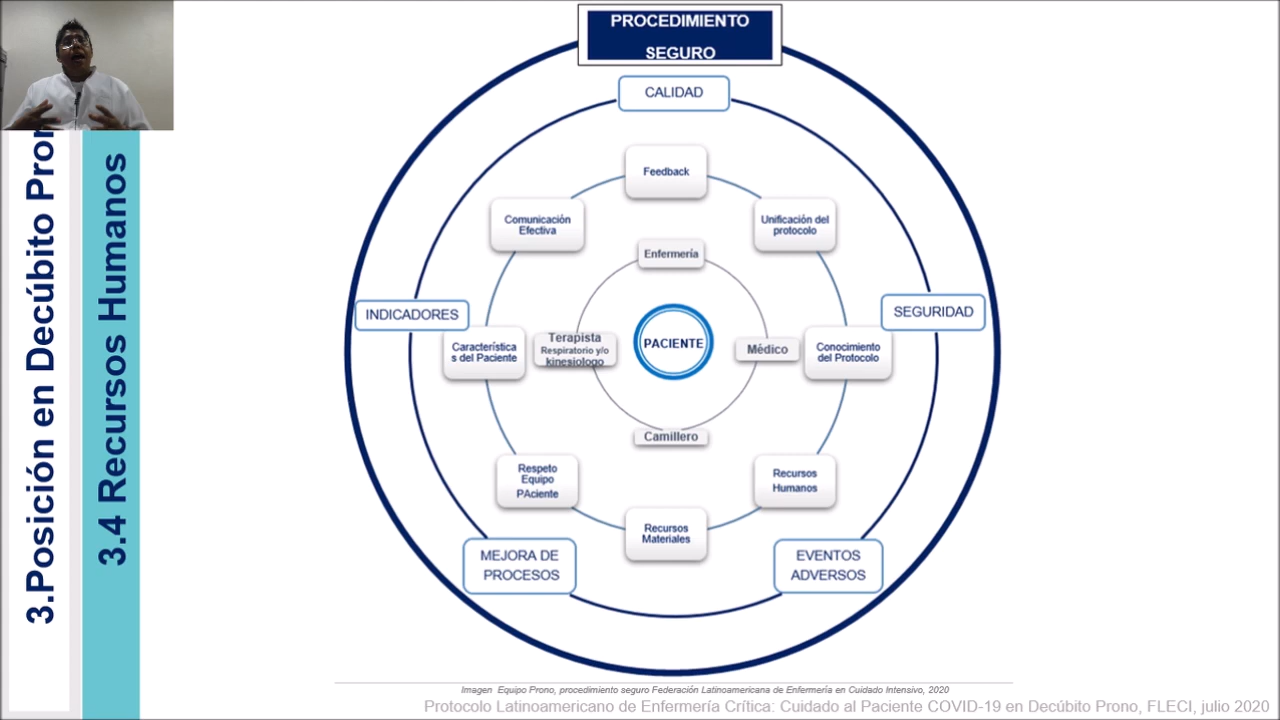 3.Posición en Decúbito Pron
3.4 Recursos Humanos
PROCEDIMIENTO
SEGURO
CALIDAD
Feedback
Comunicación
Efectiva
Unificación del
protocolo
Enfermería
INDICADORES
SEGURIDAD
Característica
s del Paciente
Terapista
Respiratorio y/o
kinesiologo
PACIENTE
Médico
Conocimiento
del Protocolo
Camillero
Respeto
Equipo
PAciente
Recursos
Humanos
Recursos
Materiales
MEJORA DE
PROCESOS
EVENTOS
ADVERSOS
Imagen Equipo Prono, procedimiento seguro Federación Latinoamericana de Enfermería en Cuidado Intensivo, 2020
Protocolo Latinoamericano de Enfermería Crítica: Cuidado al Paciente COVID-19 en Decúbito Prono, FLECI, julio 2020